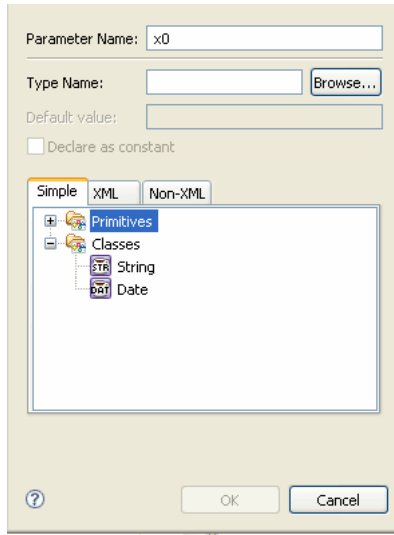 Parameter Name: x0
Type Name: Browse...
Default value:
Declare as constant
Simple XML Non-XML
Primitives
Classes
STR String
DAT Date
? OK Cancel